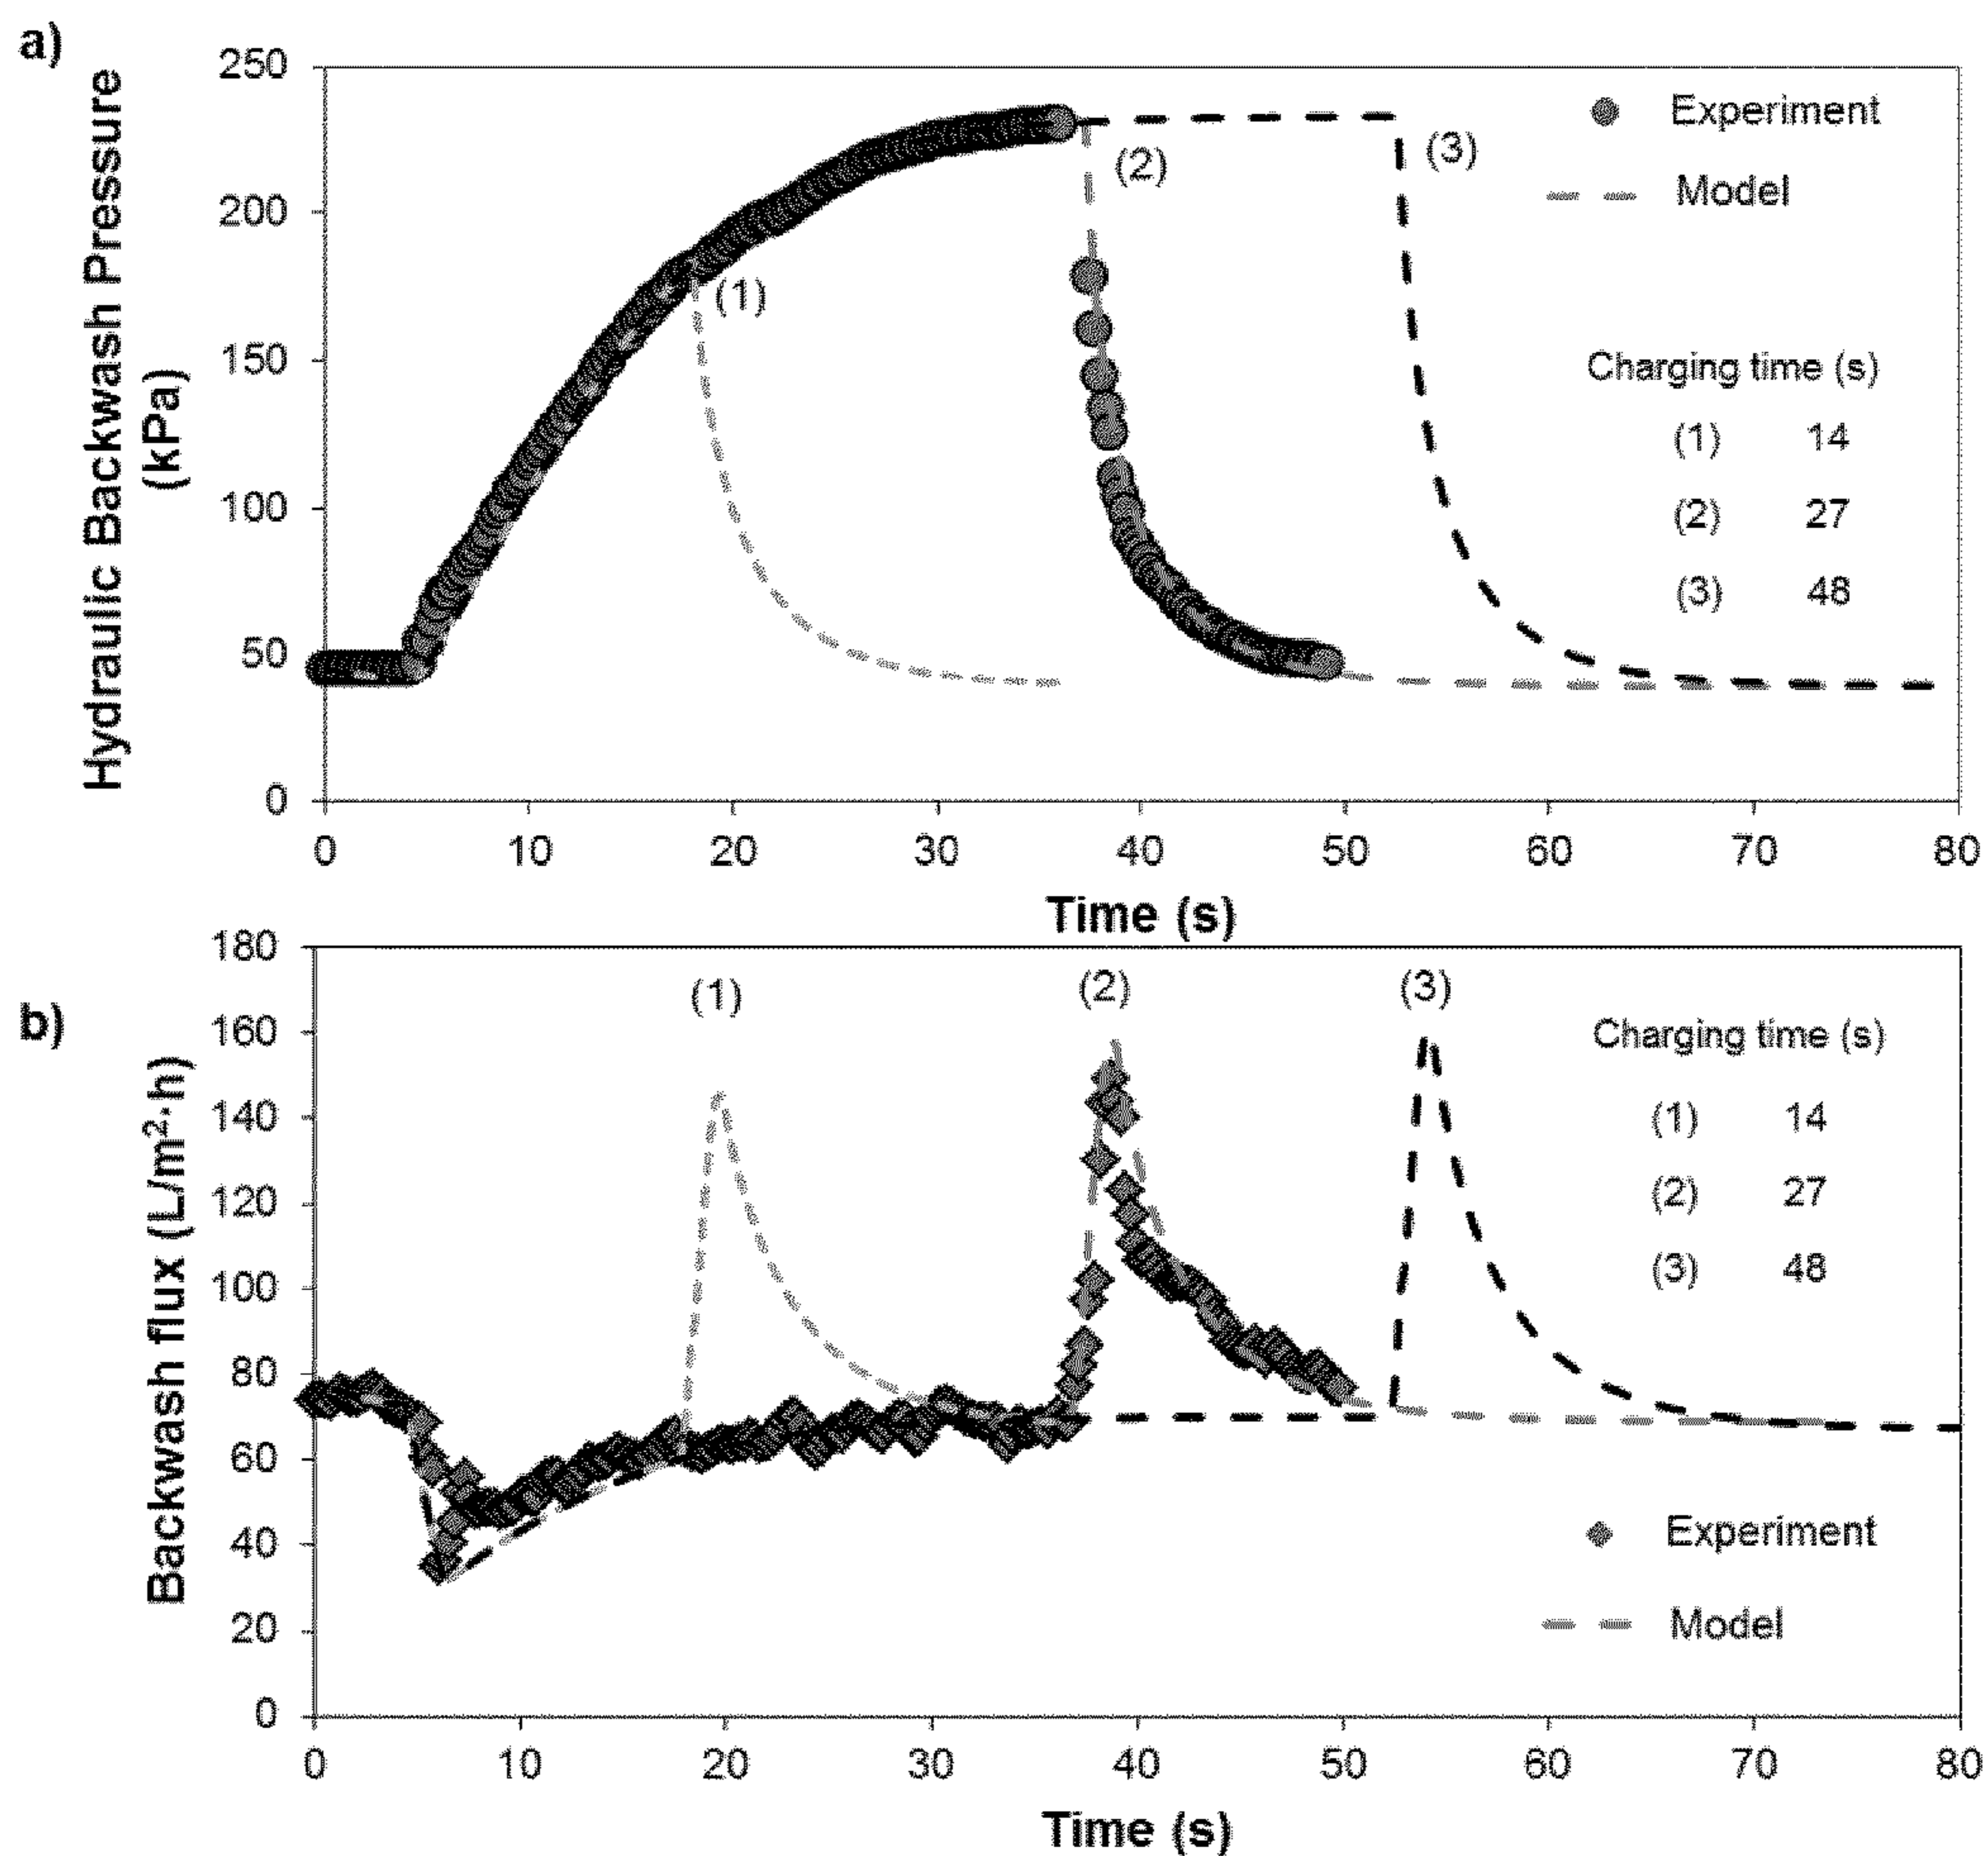 a)
Hydraulic Backwash Pressure
(kPa)
250
200
150
100
50
0
(1)
(2)
(3)
Experiment
Model
Charging time (s)
(1) 14
(2) 27
(3) 48
0 10 20 30 40 50 60 70 80
Time (s)
b)
Backwash flux (L/m²·h)
180
160
140
120
100
80
60
40
20
0
(1)
(2)
(3)
Charging time (s)
(1) 14
(2) 27
(3) 48
Experiment
Model
0 10 20 30 40 50 60 70 80
Time (s)